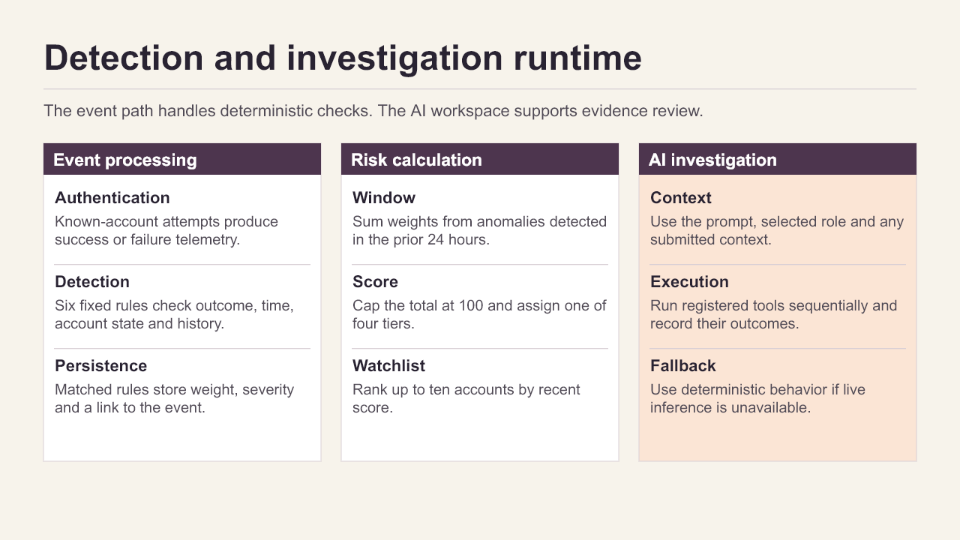 Detection and investigation runtime
The event path handles deterministic checks. The AI workspace supports evidence review.
Event processing
Authentication
Known-account attempts produce
success or failure telemetry.
Detection
Six fixed rules check outcome, time,
account state and history.
Persistence
Matched rules store weight, severity
and a link to the event.
Risk calculation
Window
Sum weights from anomalies detected
in the prior 24 hours.
Score
Cap the total at 100 and assign one of
four tiers.
Watchlist
Rank up to ten accounts by recent
score.
AI investigation
Context
Use the prompt, selected role and any
submitted context.
Execution
Run registered tools sequentially and
record their outcomes.
Fallback
Use deterministic behavior if live
inference is unavailable.